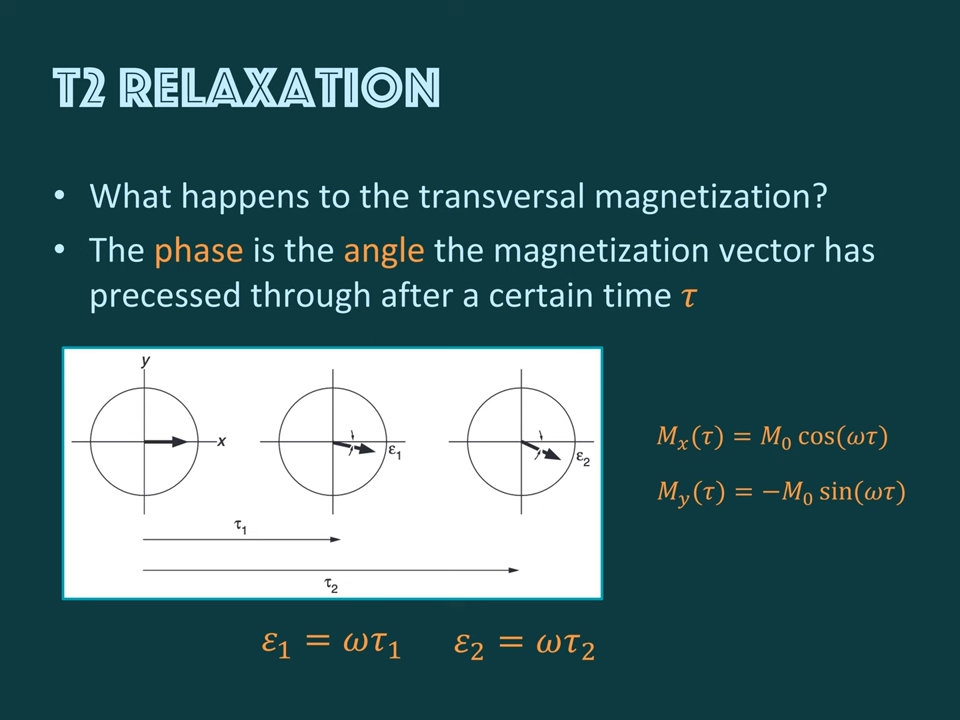 T2 RELAXATION
• What happens to the transversal magnetization?
• The phase is the angle the magnetization vector has
precessed through after a certain time τ
y
x
ε₁
ε₂
τ₁
τ₂
Mₓ(τ) = M₀ cos(ωτ)
M_y(τ) = −M₀ sin(ωτ)
ε₁ = ωτ₁
ε₂ = ωτ₂